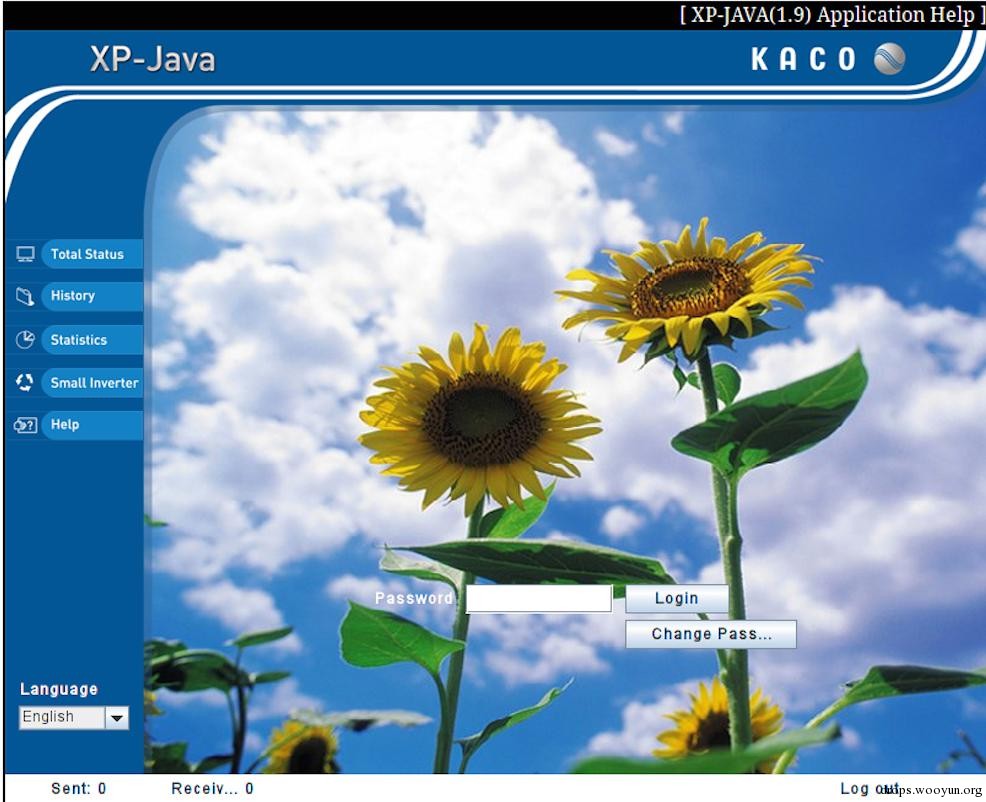 [ XP-JAVA(1.9) Application Help ]
XP-Java
KACO
Total Status
History
Statistics
Small Inverter
Help
Password
Login
Change Pass...
Language
English
Sent: 0
Receiv... 0
Log out
drops.wooyun.org